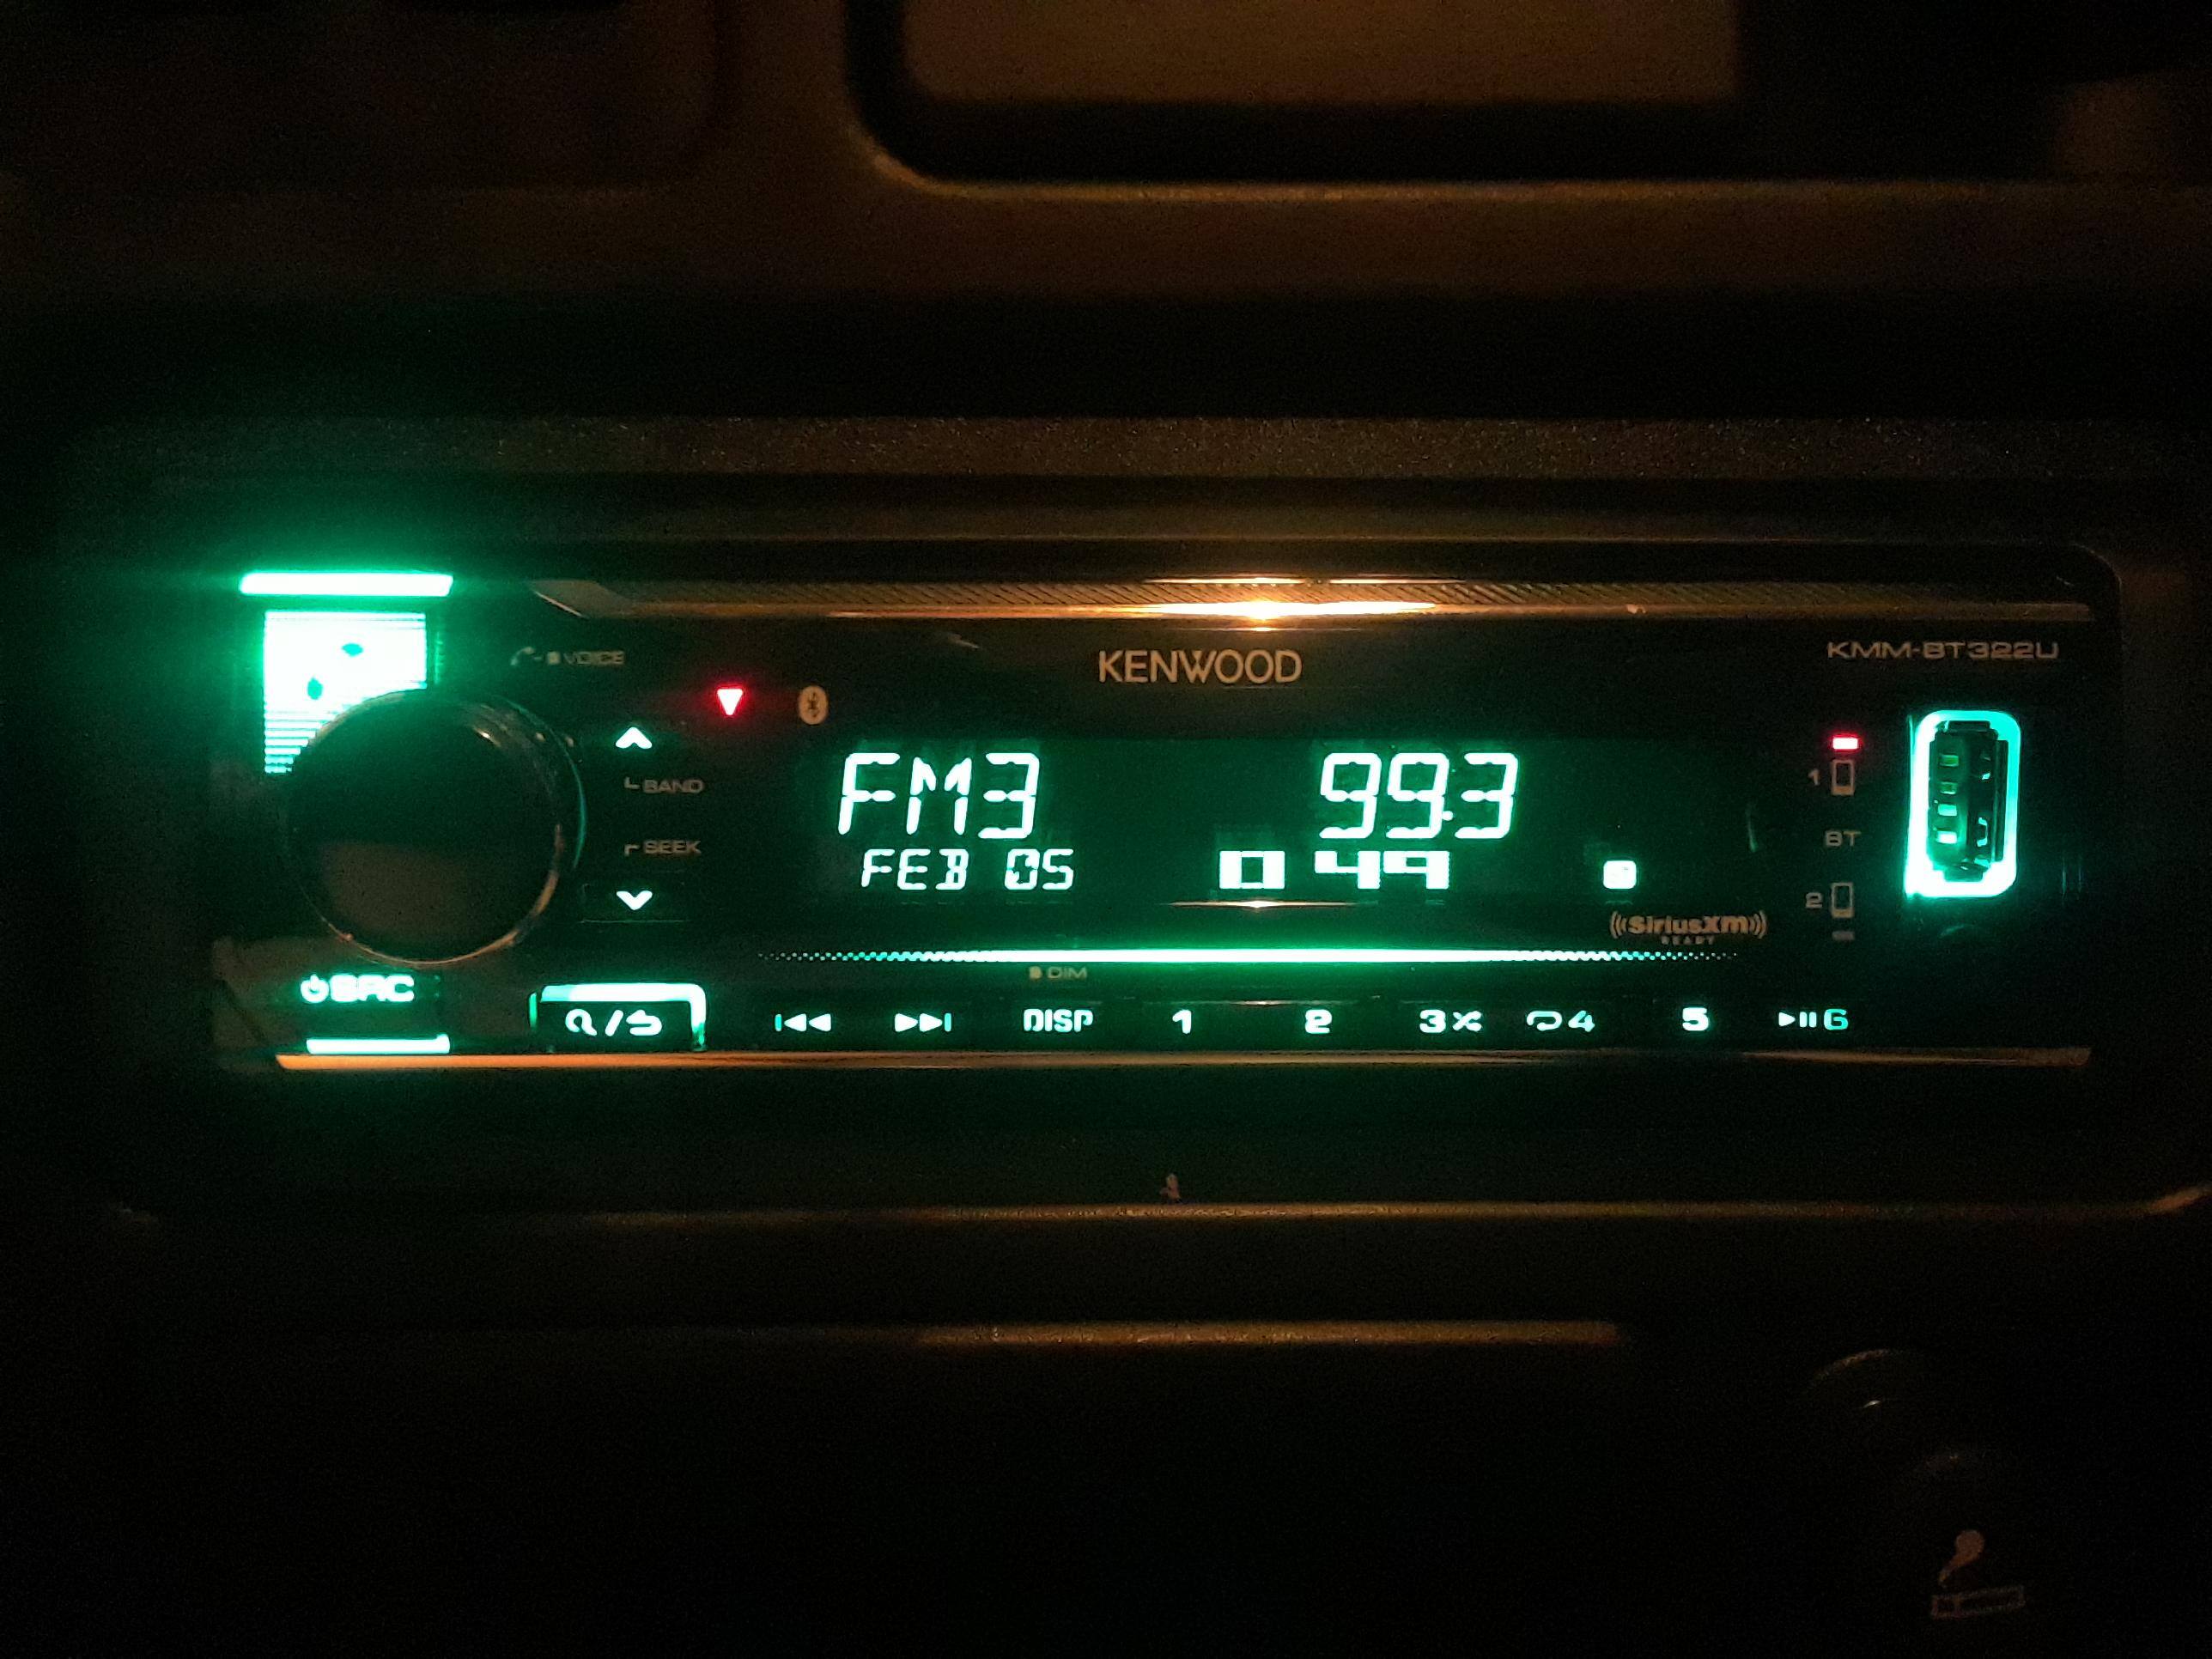 KENWOOD
KMM-BT322U
VOICE
BAND
SEEK
FM3 99.3
FEB 05 0 49
1
BT
2
SiriusXm
READY
DIM
SRC
DISP 1 2 3 4 5 6